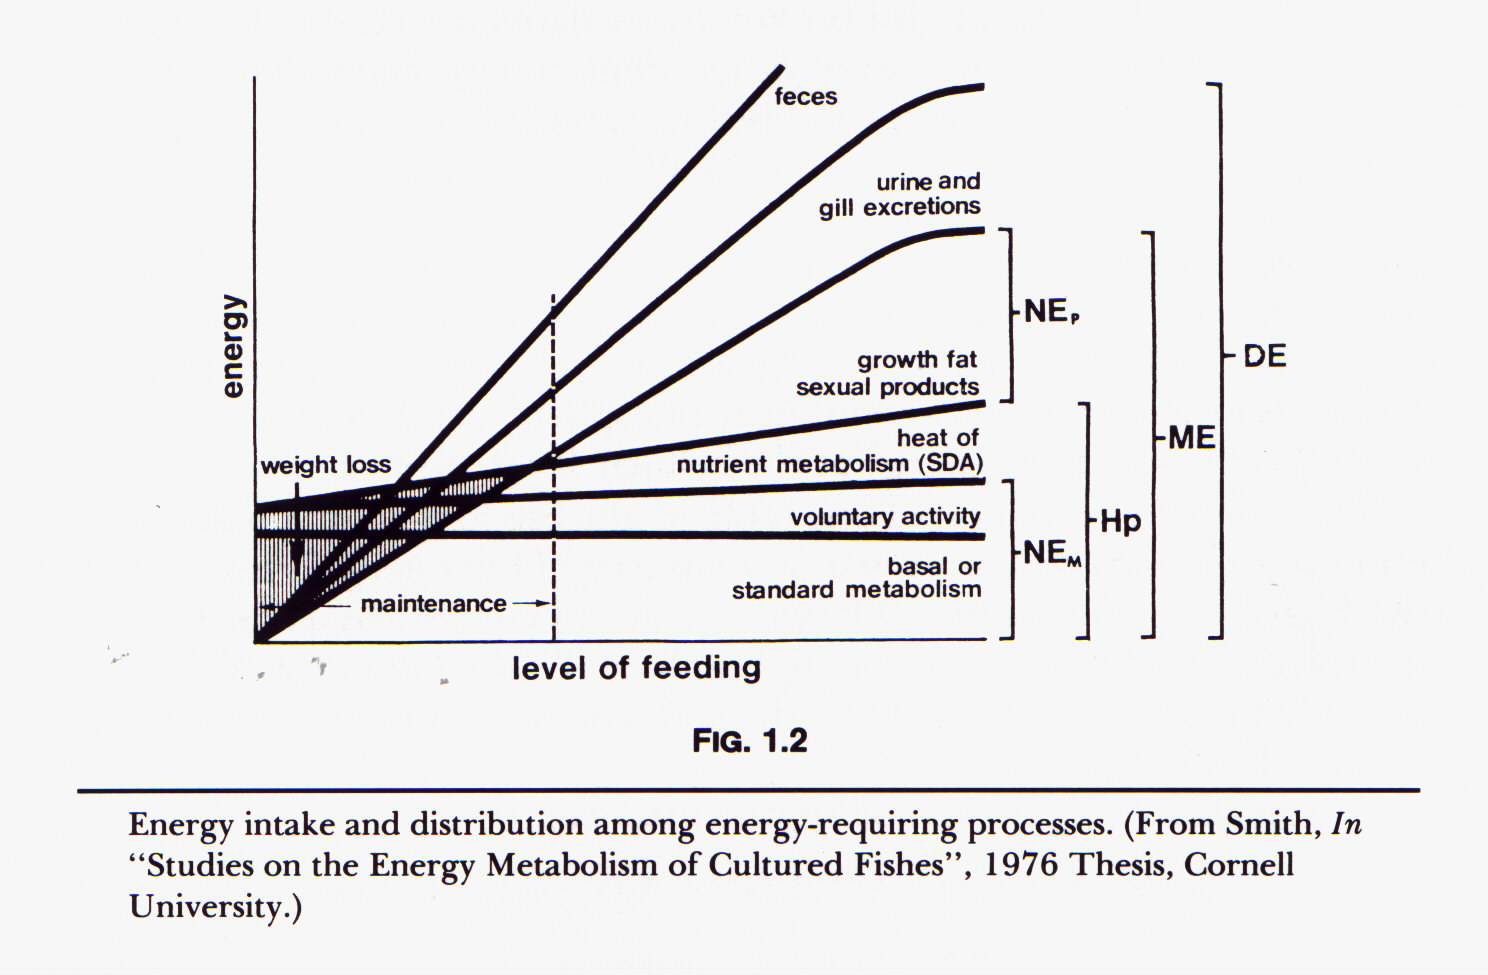 feces
urine and
gill excretions
NEP
DE
energy
growth fat
sexual products
heat of
ME
weight loss
nutrient metabolism (SDA)
voluntary activity
Hp
NEM
basal or
standard metabolism
maintenance
level of feeding
FIG. 1.2
Energy intake and distribution among energy-requiring processes. (From Smith, In
“Studies on the Energy Metabolism of Cultured Fishes”, 1976 Thesis, Cornell
University.)